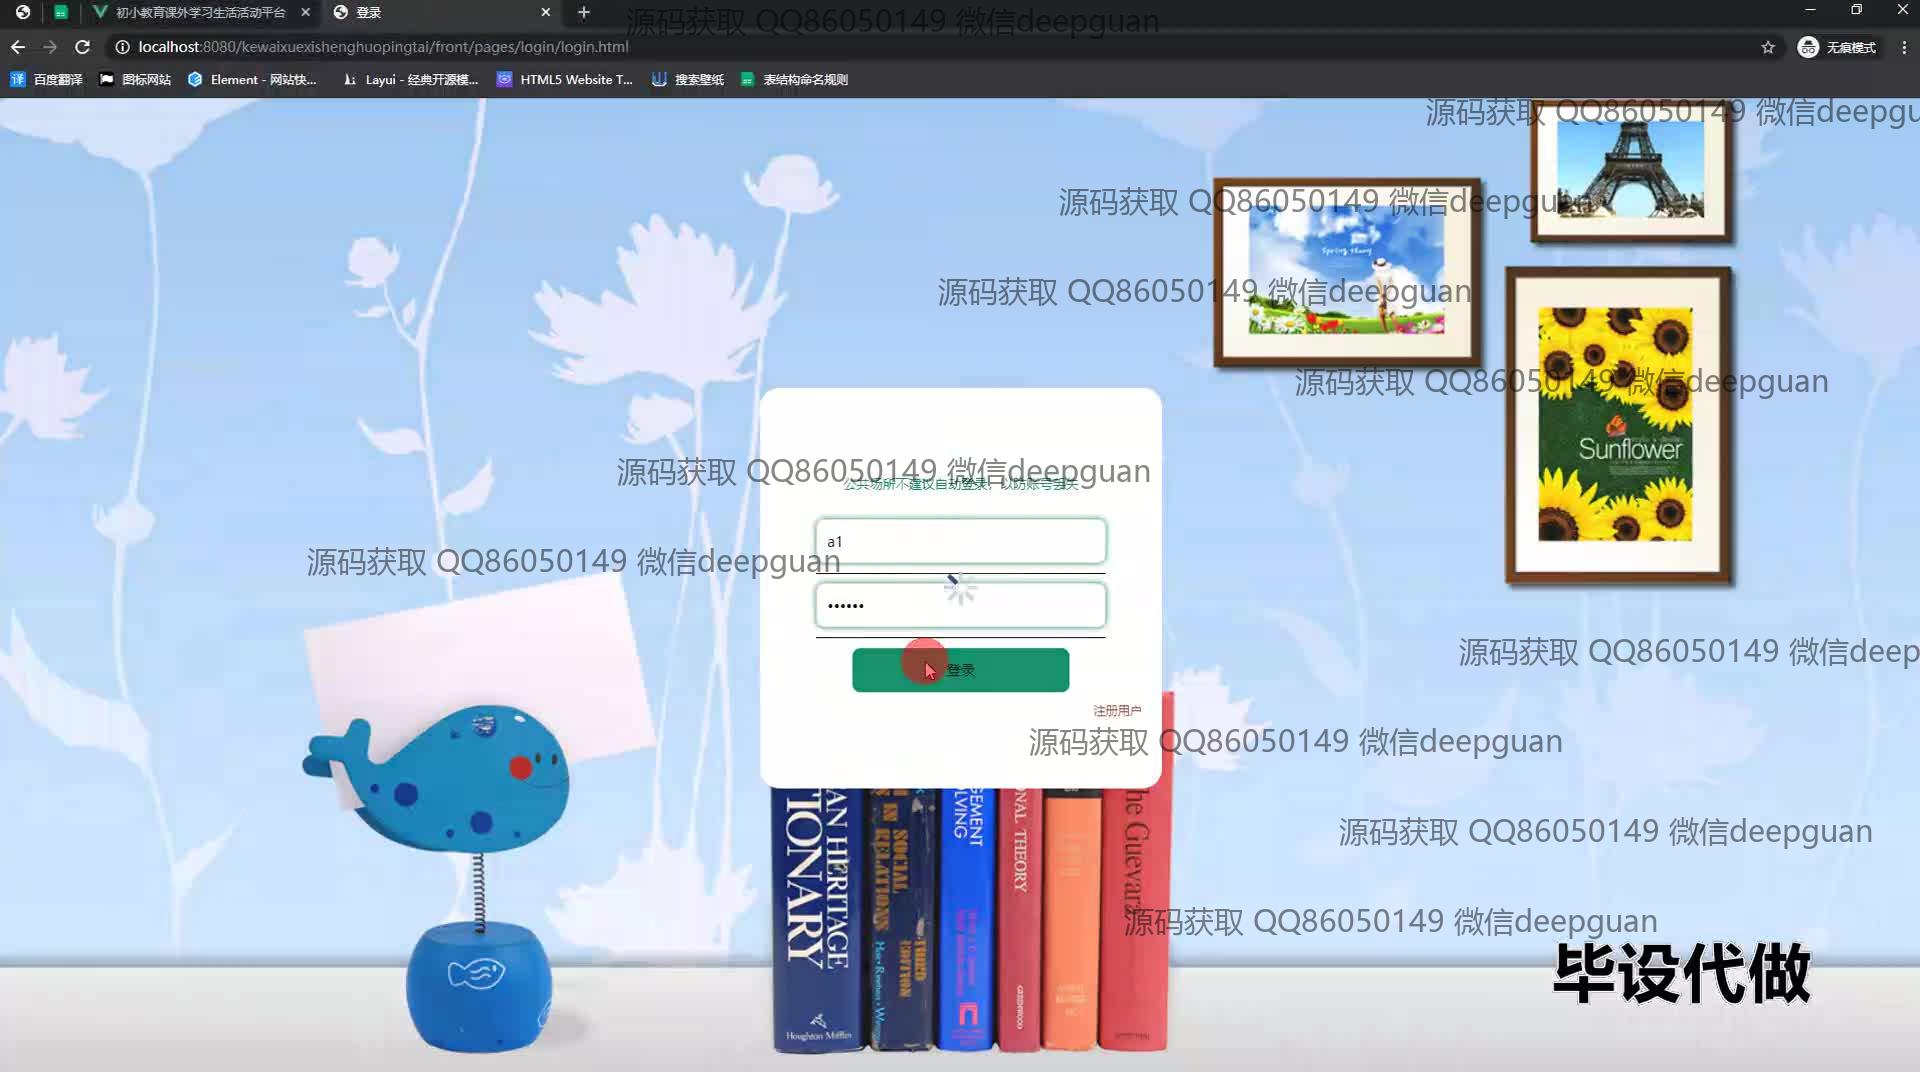 初小教育课外学习生活活动平台
登录
源码获取 QQ86050149 微信deepguan
localhost:8080/kewaixuexishenghuopingtai/front/pages/login/login.html
无痕模式
百度翻译
图标网站
Element - 网站快...
Layui - 经典开源模...
HTML5 Website T...
搜索壁纸
表结构命名规则
源码获取 QQ86050149 微信deepgu
源码获取 QQ86050149 微信deepguan
Spring Story
源码获取 QQ86050149 微信deepguan
源码获取 QQ86050149 微信deepguan
Sunflower
源码获取 QQ86050149 微信deepguan
公共场所不建议自动登录，以防账号丢失
a1
源码获取 QQ86050149 微信deepguan
••••••
源码获取 QQ86050149 微信deep
登录
注册用户
源码获取 QQ86050149 微信deepguan
AN HERITAGE
TIONARY
Houghton Mifflin
SOCIAL
RELATIONS
THIRD
EDITION
GEMENT
OLVING
ONAL THEORY
GREENWOOD
he Guevara
源码获取 QQ86050149 微信deepguan
源码获取 QQ86050149 微信deepguan
毕设代做